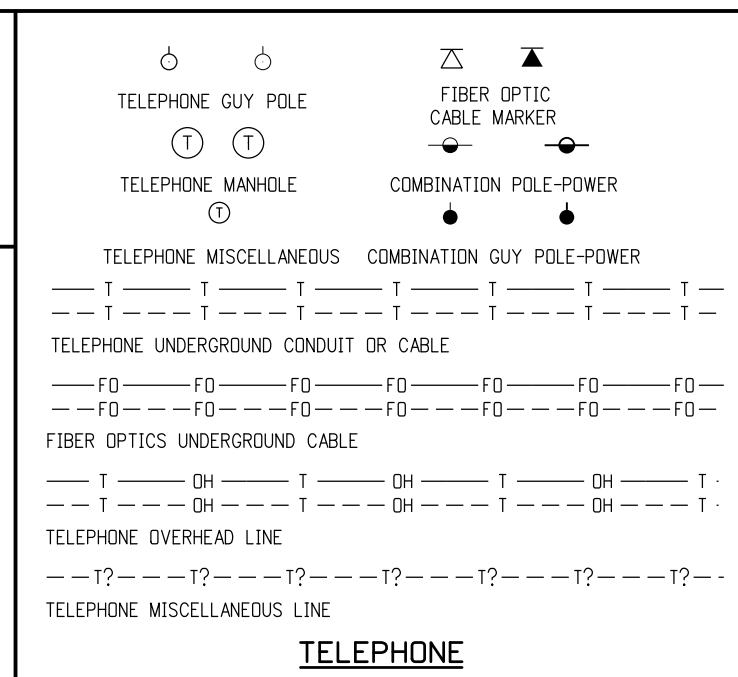 TELEPHONE GUY POLE
FIBER OPTIC
CABLE MARKER
T T
TELEPHONE MANHOLE
COMBINATION POLE-POWER
T
TELEPHONE MISCELLANEOUS
COMBINATION GUY POLE-POWER
T T T T T T T
T T T T T T T
TELEPHONE UNDERGROUND CONDUIT OR CABLE
FO FO FO FO FO FO FO
FO FO FO FO FO FO FO
FIBER OPTICS UNDERGROUND CABLE
T OH T OH T OH T
T OH T OH T OH T
TELEPHONE OVERHEAD LINE
T? T? T? T? T? T? T?
TELEPHONE MISCELLANEOUS LINE
TELEPHONE